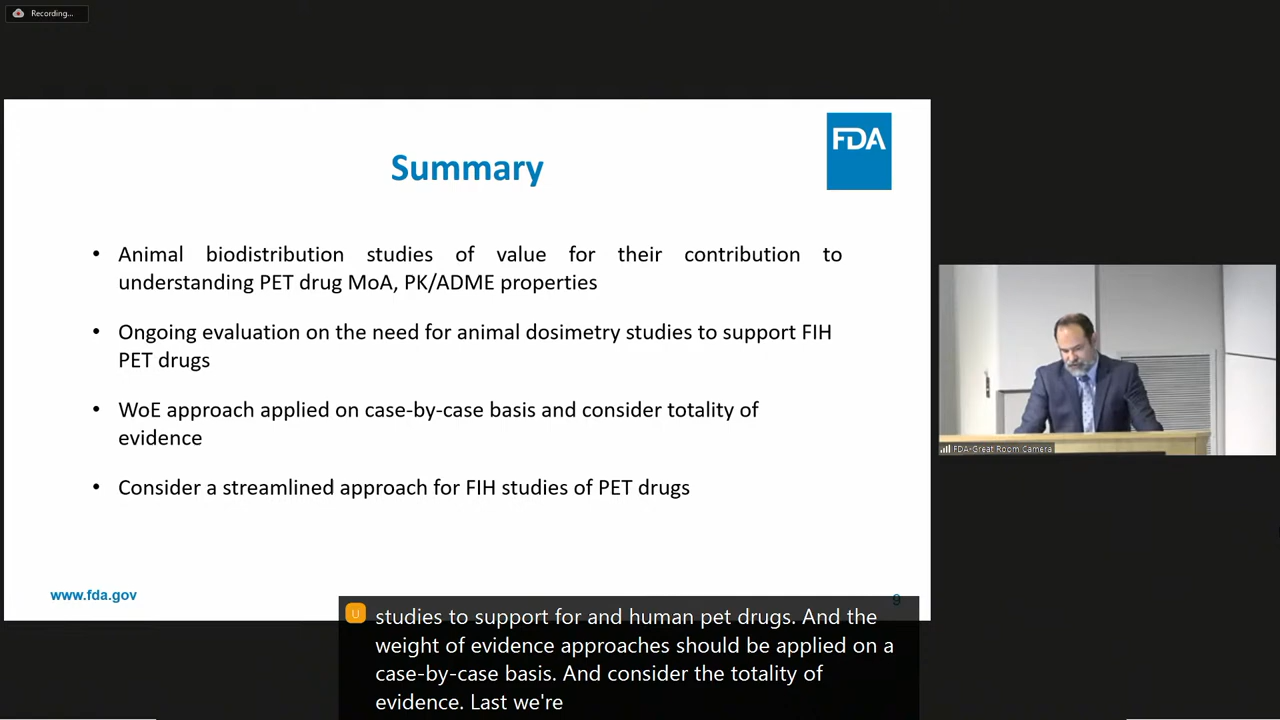 Recording...
FDA
Summary
• Animal biodistribution studies of value for their contribution to
understanding PET drug MoA, PK/ADME properties
• Ongoing evaluation on the need for animal dosimetry studies to support FIH
PET drugs
• WoE approach applied on case-by-case basis and consider totality of
evidence
• Consider a streamlined approach for FIH studies of PET drugs
FDA-Great Room Camera
www.fda.gov
9
U
studies to support for and human pet drugs. And the
weight of evidence approaches should be applied on a
case-by-case basis. And consider the totality of
evidence. Last we're